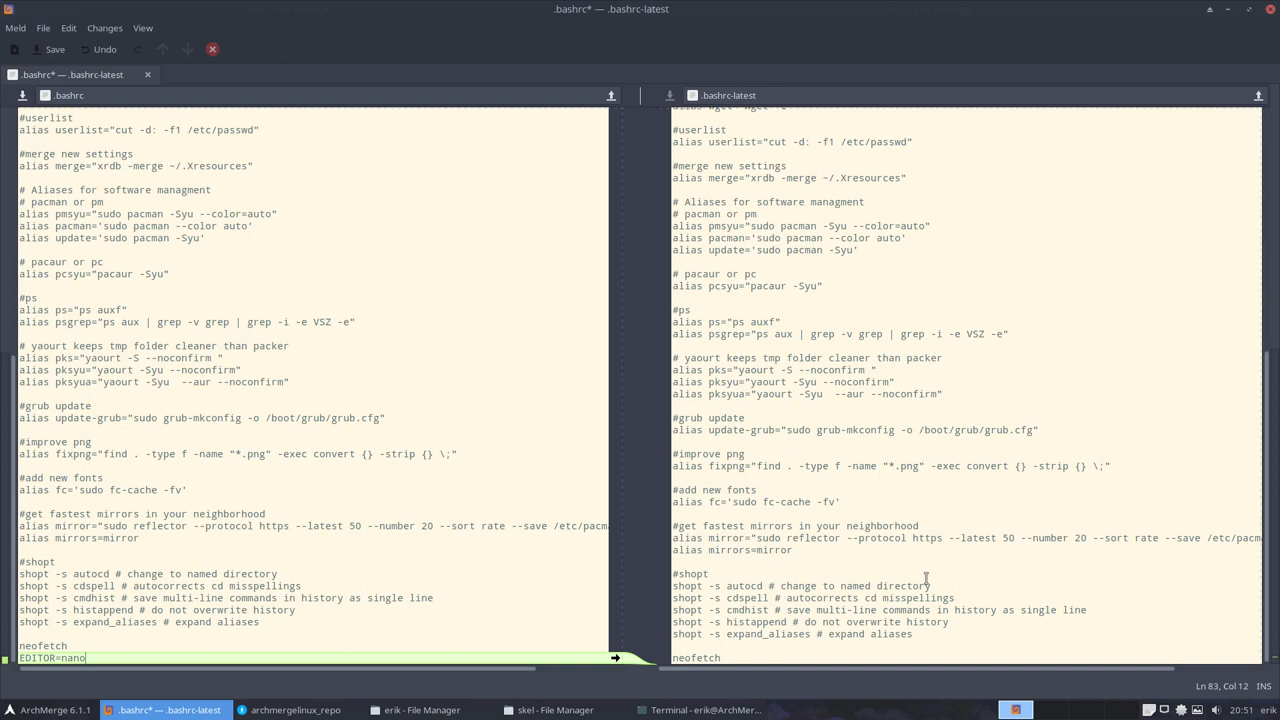 .bashrc* — .bashrc-latest
Meld File Edit Changes View
Save Undo
.bashrc* — .bashrc-latest
.bashrc
#userlist
alias userlist="cut -d: -f1 /etc/passwd"
#merge new settings
alias merge="xrdb -merge ~/.Xresources"
# Aliases for software managment
# pacman or pm
alias pmsyu="sudo pacman -Syu --color=auto"
alias pacman='sudo pacman --color auto'
alias update='sudo pacman -Syu'
# pacaur or pc
alias pcsyu="pacaur -Syu"
#ps
alias ps="ps auxf"
alias psgrep="ps aux | grep -v grep | grep -i -e VSZ -e"
# yaourt keeps tmp folder cleaner than packer
alias pks="yaourt -S --noconfirm "
alias pksyu="yaourt -Syu --noconfirm"
alias pksyua="yaourt -Syu  --aur --noconfirm"
#grub update
alias update-grub="sudo grub-mkconfig -o /boot/grub/grub.cfg"
#improve png
alias fixpng="find . -type f -name "*.png" -exec convert {} -strip {} \;"
#add new fonts
alias fc='sudo fc-cache -fv'
#get fastest mirrors in your neighborhood
alias mirror="sudo reflector --protocol https --latest 50 --number 20 --sort rate --save /etc/pacm
alias mirrors=mirror
#shopt
shopt -s autocd # change to named directory
shopt -s cdspell # autocorrects cd misspellings
shopt -s cmdhist # save multi-line commands in history as single line
shopt -s histappend # do not overwrite history
shopt -s expand_aliases # expand aliases
neofetch
EDITOR=nano
.bashrc-latest
#userlist
alias userlist="cut -d: -f1 /etc/passwd"
#merge new settings
alias merge="xrdb -merge ~/.Xresources"
# Aliases for software managment
# pacman or pm
alias pmsyu="sudo pacman -Syu --color=auto"
alias pacman='sudo pacman --color auto'
alias update='sudo pacman -Syu'
# pacaur or pc
alias pcsyu="pacaur -Syu"
#ps
alias ps="ps auxf"
alias psgrep="ps aux | grep -v grep | grep -i -e VSZ -e"
# yaourt keeps tmp folder cleaner than packer
alias pks="yaourt -S --noconfirm "
alias pksyu="yaourt -Syu --noconfirm"
alias pksyua="yaourt -Syu  --aur --noconfirm"
#grub update
alias update-grub="sudo grub-mkconfig -o /boot/grub/grub.cfg"
#improve png
alias fixpng="find . -type f -name "*.png" -exec convert {} -strip {} \;"
#add new fonts
alias fc='sudo fc-cache -fv'
#get fastest mirrors in your neighborhood
alias mirror="sudo reflector --protocol https --latest 50 --number 20 --sort rate --save /etc/pacm
alias mirrors=mirror
#shopt
shopt -s autocd # change to named directory
shopt -s cdspell # autocorrects cd misspellings
shopt -s cmdhist # save multi-line commands in history as single line
shopt -s histappend # do not overwrite history
shopt -s expand_aliases # expand aliases
neofetch
Ln 83, Col 12 INS
ArchMerge 6.1.1 .bashrc* — .bashrc-latest archmergelinux_repo erik - File Manager skel - File Manager Terminal - erik@ArchMer... 20:51 erik